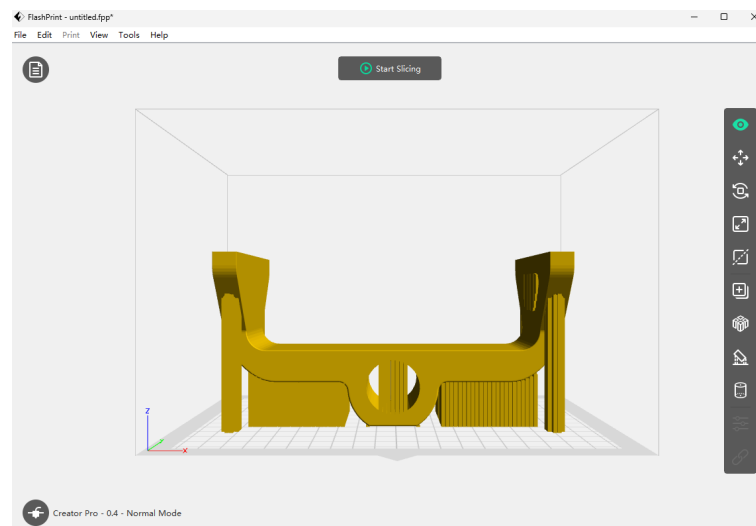 FlashPrint - untitled.fpp*
File Edit Print View Tools Help
Start Slicing
Z
Y
X
Creator Pro - 0.4 - Normal Mode